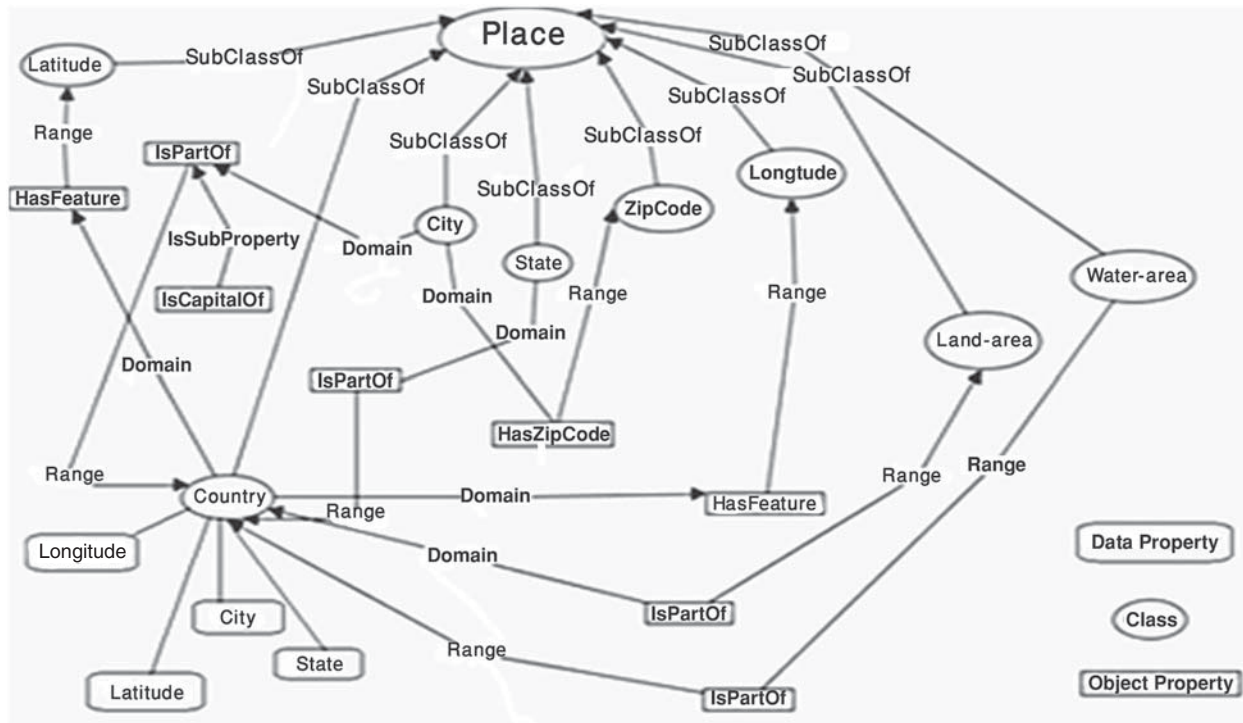 Place
SubClassOf
SubClassOf
Latitude
SubClassOf
SubClassOf
SubClassOf
Range
SubClassOf
SubClassOf
IsPartOf
Longtude
SubClassOf
HasFeature
ZipCode
City
IsSubProperty
Domain
State
Water-area
IsCapitalOf
Domain
Range
Range
Domain
Land-area
Domain
IsPartOf
HasZipCode
Range
Range
Range
Country
Domain
HasFeature
Range
Longitude
Domain
Data Property
City
IsPartOf
Class
Range
State
Latitude
IsPartOf
Object Property